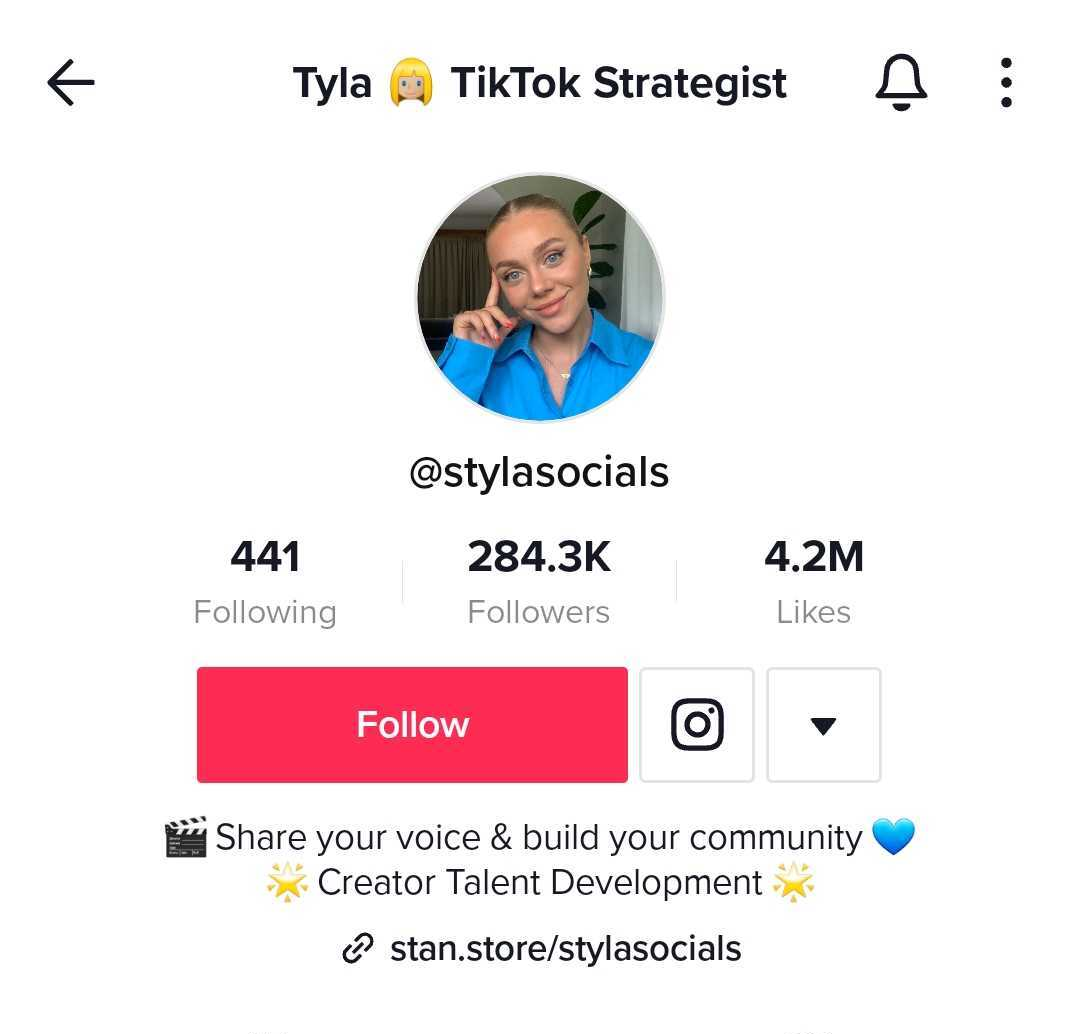 Tyla 👱‍♀️ TikTok Strategist
@stylasocials
441 284.3K 4.2M
Following Followers Likes
Follow
🎬 Share your voice & build your community 💙
🌟 Creator Talent Development 🌟
stan.store/stylasocials